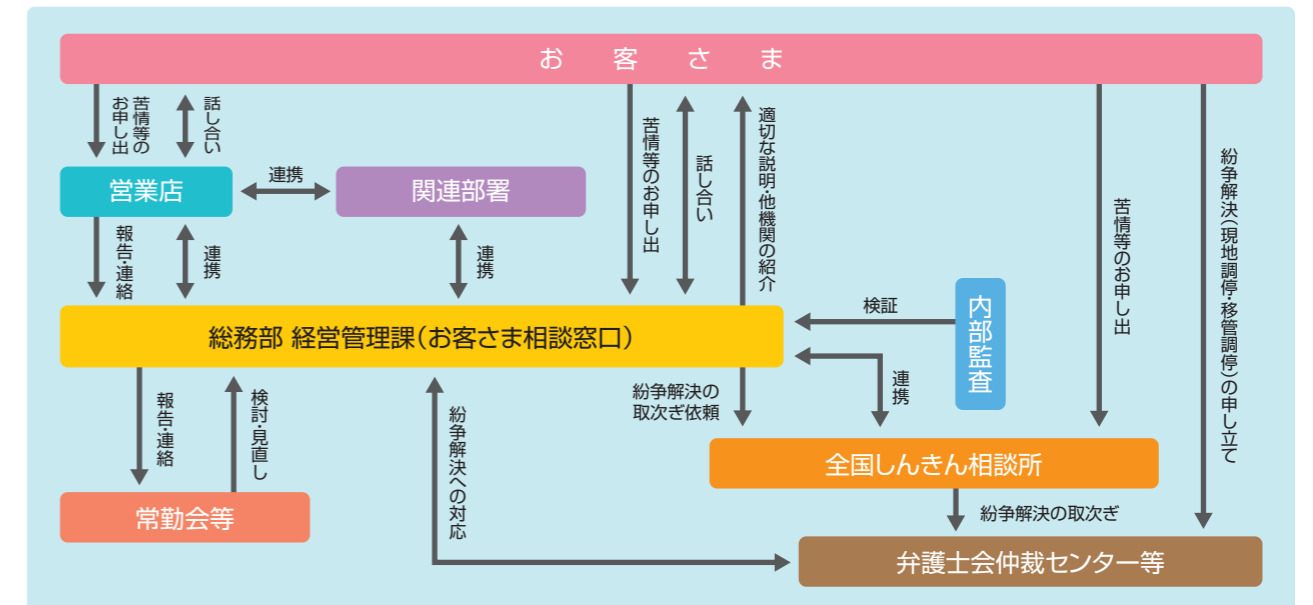 お客さま
苦情等の
お申し出
話し合い
営業店
連携
関連部署
苦情等のお申し出
話し合い
適切な説明・他機関の紹介
苦情等のお申し出
紛争解決(現地調停・移管調停)の申し立て
報告・連絡
連携
連携
総務部 経営管理課(お客さま相談窓口)
検証
内部監査
報告・連絡
検討・見直し
紛争解決への対応
紛争解決の
取次ぎ依頼
連携
全国しんきん相談所
常勤会等
紛争解決の取次ぎ
弁護士会仲裁センター等